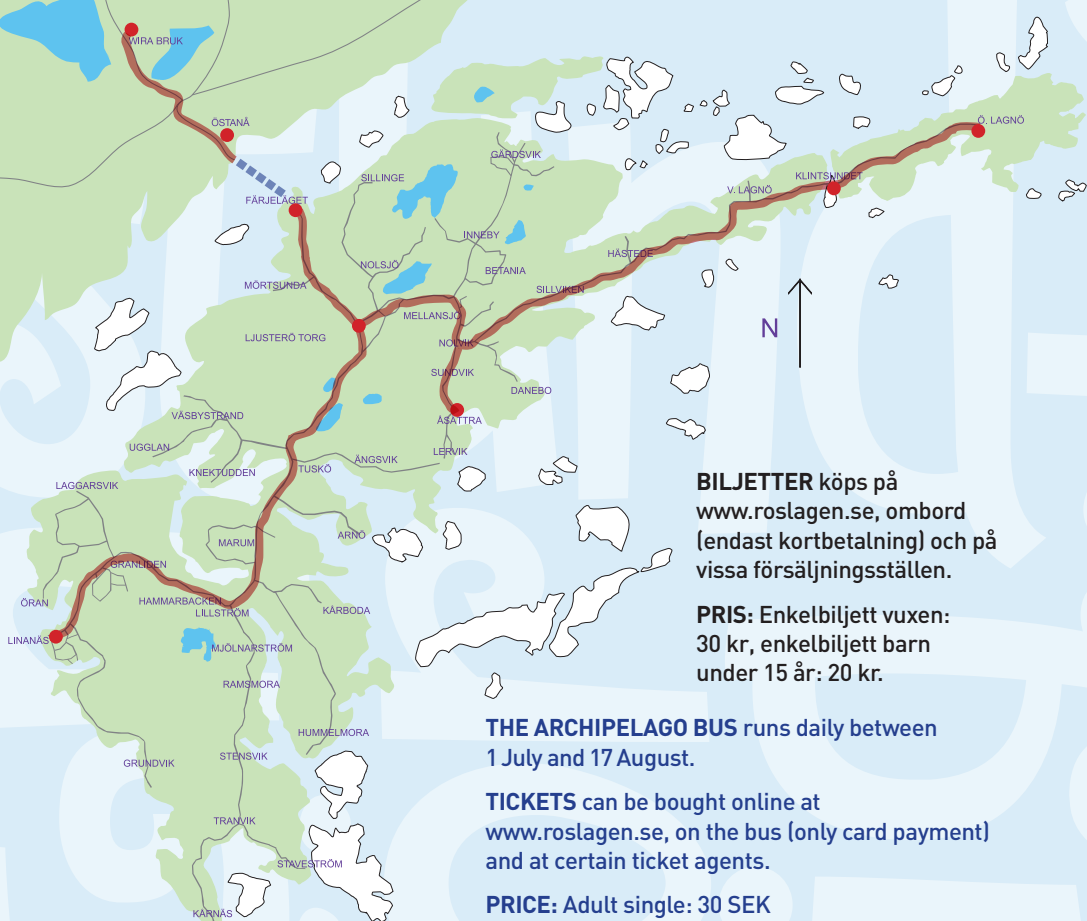 WIRA BRUK
ÖSTANÅ
FÄRJELÄGET
SILLINGE
GÄRDSVIK
Ö. LAGNÖ
KLINTSUNDET
V. LAGNÖ
INNEBY
HÄSTEDE
NOLSJÖ
BETANIA
MÖRTSUNDA
SILLVIKEN
MELLANSJÖ
LJUSTERÖ TORG
NOLVIK
N
SUNDVIK
DANEBO
VÄSBYSTRAND
ÅSÄTTRA
UGGLAN
LERVIK
KNEKTUDDEN
TUSKÖ
ÄNGSVIK
LAGGARSVIK
ARNÖ
MARUM
GRANLIDEN
ÖRAN
HAMMARBACKEN
LILLSTRÖM
KÅRBODA
LINANÄS
MJÖLNARSTRÖM
RAMSMORA
HUMMELMORA
GRUNDVIK
STENSVIK
TRANVIK
STAVESTRÖM
KÅRNÄS
BILJETTER köps på
www.roslagen.se, ombord
(endast kortbetalning) och på
vissa försäljningsställen.
PRIS: Enkelbiljett vuxen:
30 kr, enkelbiljett barn
under 15 år: 20 kr.
THE ARCHIPELAGO BUS runs daily between
1 July and 17 August.
TICKETS can be bought online at
www.roslagen.se, on the bus (only card payment)
and at certain ticket agents.
PRICE: Adult single: 30 SEK